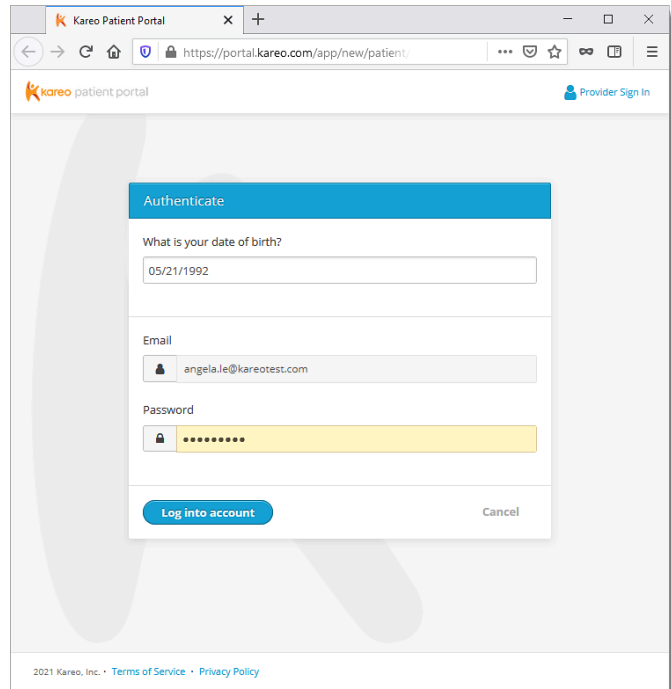 Kareo Patient Portal
https://portal.kareo.com/app/new/patient/
kareo patient portal
Provider Sign In
Authenticate
What is your date of birth?
05/21/1992
Email
angela.le@kareotest.com
Password
•••••••••
Log into account
Cancel
2021 Kareo, Inc. • Terms of Service • Privacy Policy